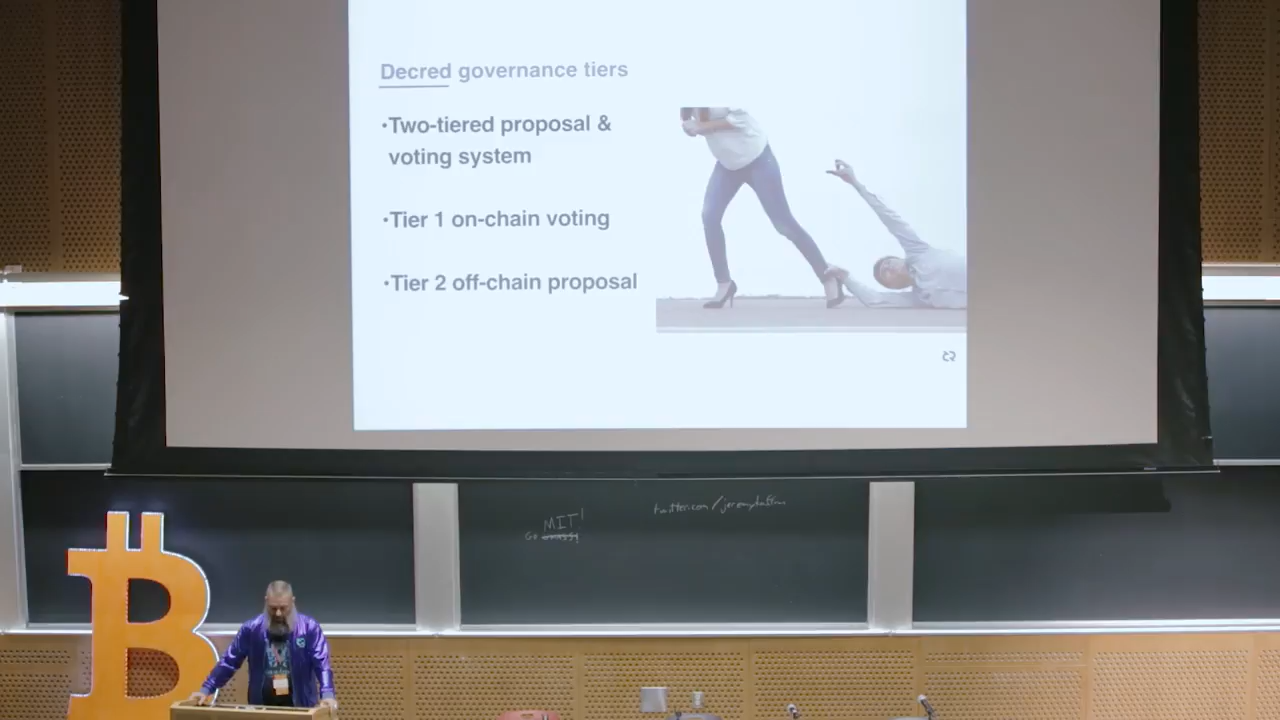 Decred governance tiers
•Two-tiered proposal &
voting system
•Tier 1 on-chain voting
•Tier 2 off-chain proposal
MIT!
Go